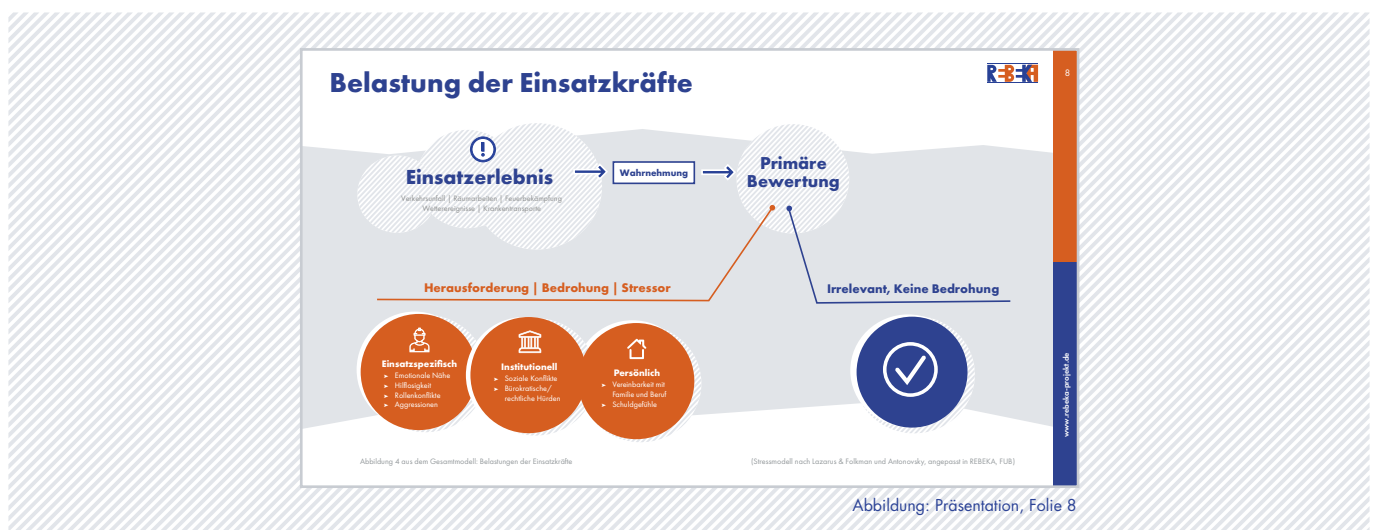 Belastung der Einsatzkräfte
REBEKA
8
Einsatzerlebnis
Verkehrsunfall | Räumarbeiten | Feuerbekämpfung
Wetterereignisse | Krankentransporte
Wahrnehmung
Primäre
Bewertung
Herausforderung | Bedrohung | Stressor
Irrelevant, Keine Bedrohung
Einsatzspezifisch
➤ Emotionale Nähe
➤ Hilflosigkeit
➤ Rollenkonflikte
➤ Aggressionen
Institutionell
➤ Soziale Konflikte
➤ Bürokratische/
rechtliche Hürden
Persönlich
➤ Vereinbarkeit mit
Familie und Beruf
➤ Schuldgefühle
www.rebeka-projekt.de
Abbildung 4 aus dem Gesamtmodell: Belastungen der Einsatzkräfte
(Stressmodell nach Lazarus & Folkman und Antonovsky, angepasst in REBEKA, FUB)
Abbildung: Präsentation, Folie 8